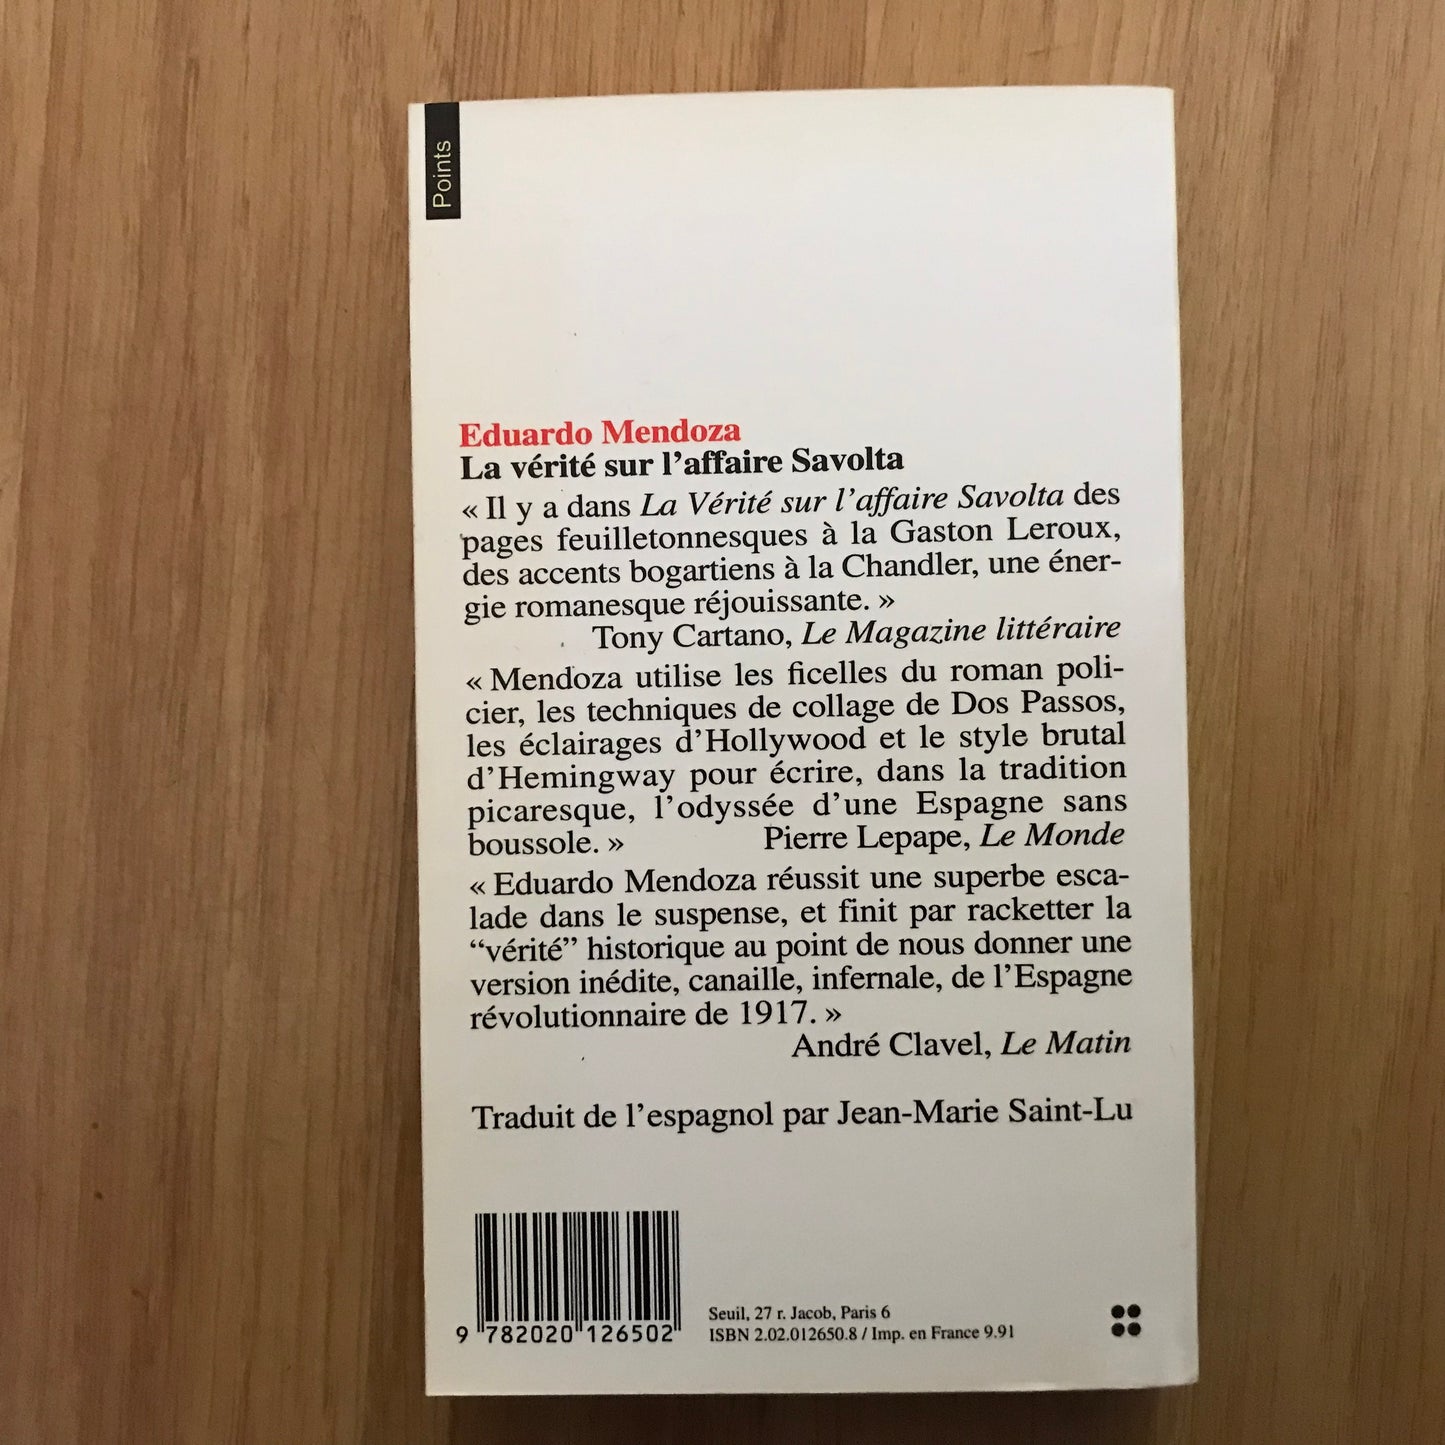 Points
Eduardo Mendoza
La vérité sur l'affaire Savolta
« Il y a dans La Vérité sur l'affaire Savolta des
pages feuilletonnesques à la Gaston Leroux,
des accents bogartiens à la Chandler, une éner-
gie romanesque réjouissante. »
Tony Cartano, Le Magazine littéraire
« Mendoza utilise les ficelles du roman poli-
cier, les techniques de collage de Dos Passos,
les éclairages d'Hollywood et le style brutal
d'Hemingway pour écrire, dans la tradition
picaresque, l'odyssée d'une Espagne sans
boussole. » Pierre Lepape, Le Monde
« Eduardo Mendoza réussit une superbe esca-
lade dans le suspense, et finit par racketter la
“vérité” historique au point de nous donner une
version inédite, canaille, infernale, de l'Espagne
révolutionnaire de 1917. »
André Clavel, Le Matin
Traduit de l'espagnol par Jean-Marie Saint-Lu
Seuil, 27 r. Jacob, Paris 6
ISBN 2.02.012650.8 / Imp. en France 9.91
9 782020 126502